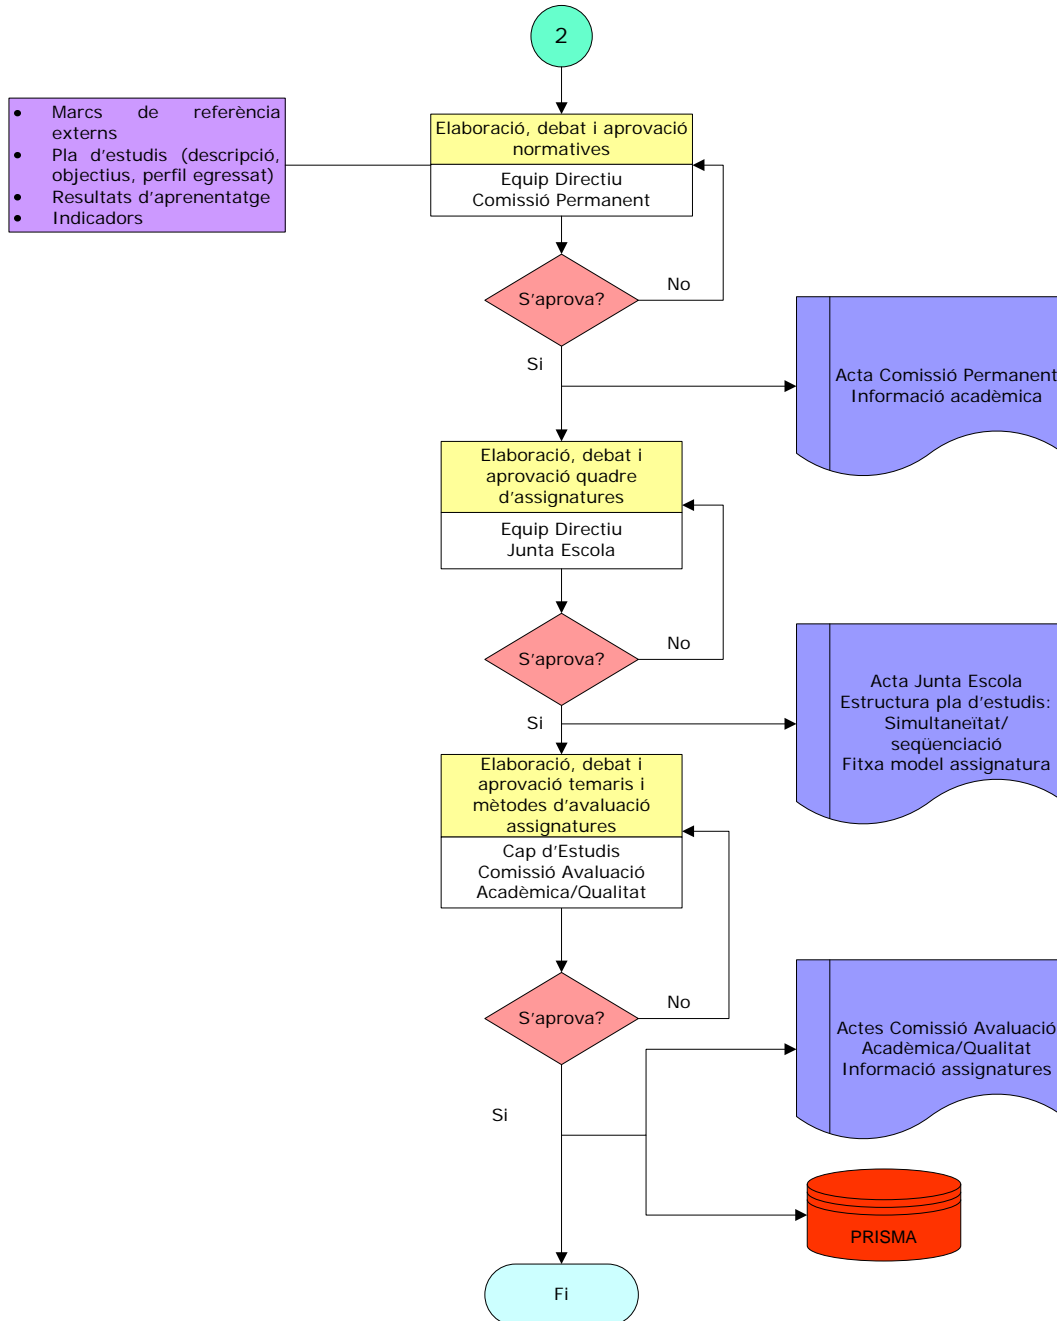 2
• Marcs de referència
externs
• Pla d'estudis (descripció,
objectius, perfil egressat)
• Resultats d'aprenentatge
• Indicadors
Elaboració, debat i aprovació
normatives
Equip Directiu
Comissió Permanent
S'aprova?
No
Si
Acta Comissió Permanent
Informació acadèmica
Elaboració, debat i
aprovació quadre
d'assignatures
Equip Directiu
Junta Escola
S'aprova?
No
Si
Acta Junta Escola
Estructura pla d'estudis:
Simultaneïtat/
seqüenciació
Fitxa model assignatura
Elaboració, debat i
aprovació temaris i
mètodes d'avaluació
assignatures
Cap d'Estudis
Comissió Avaluació
Acadèmica/Qualitat
S'aprova?
No
Si
Actes Comissió Avaluació
Acadèmica/Qualitat
Informació assignatures
PRISMA
Fi